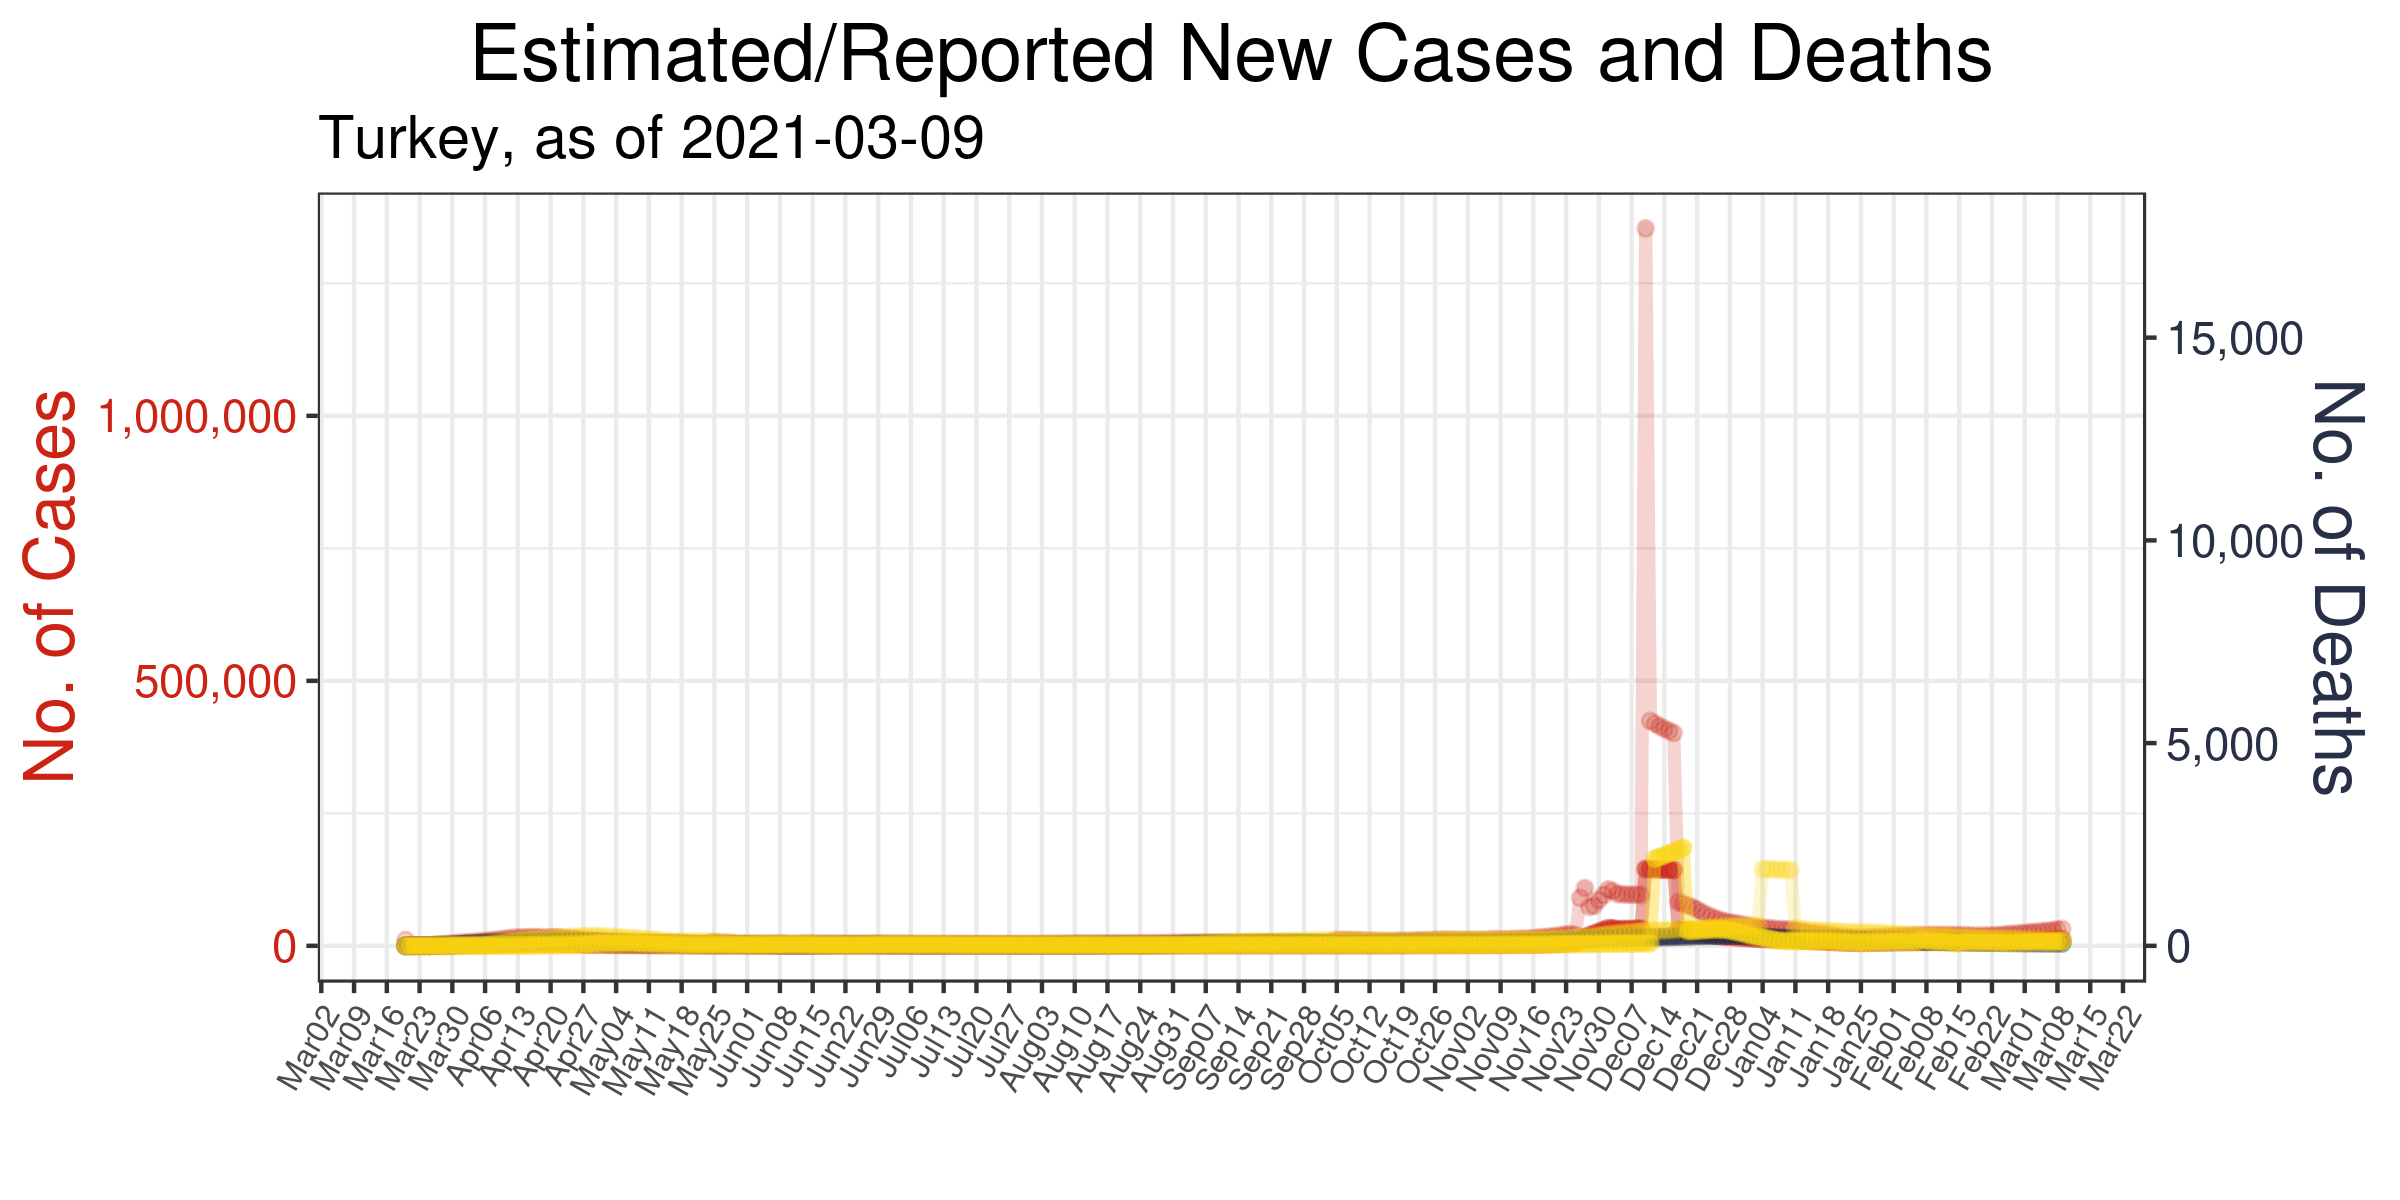 Estimated/Reported New Cases and Deaths
Turkey, as of 2021-03-09
No. of Cases
1,000,000
500,000
0
15,000
10,000
5,000
0
No. of Deaths
Mar02
Mar09
Mar16
Mar23
Mar30
Apr06
Apr13
Apr20
Apr27
May04
May11
May18
May25
Jun01
Jun08
Jun15
Jun22
Jun29
Jul06
Jul13
Jul20
Jul27
Aug03
Aug10
Aug17
Aug24
Aug31
Sep07
Sep14
Sep21
Sep28
Oct05
Oct12
Oct19
Oct26
Nov02
Nov09
Nov16
Nov23
Nov30
Dec07
Dec14
Dec21
Dec28
Jan04
Jan11
Jan18
Jan25
Feb01
Feb08
Feb15
Feb22
Mar01
Mar08
Mar15
Mar22